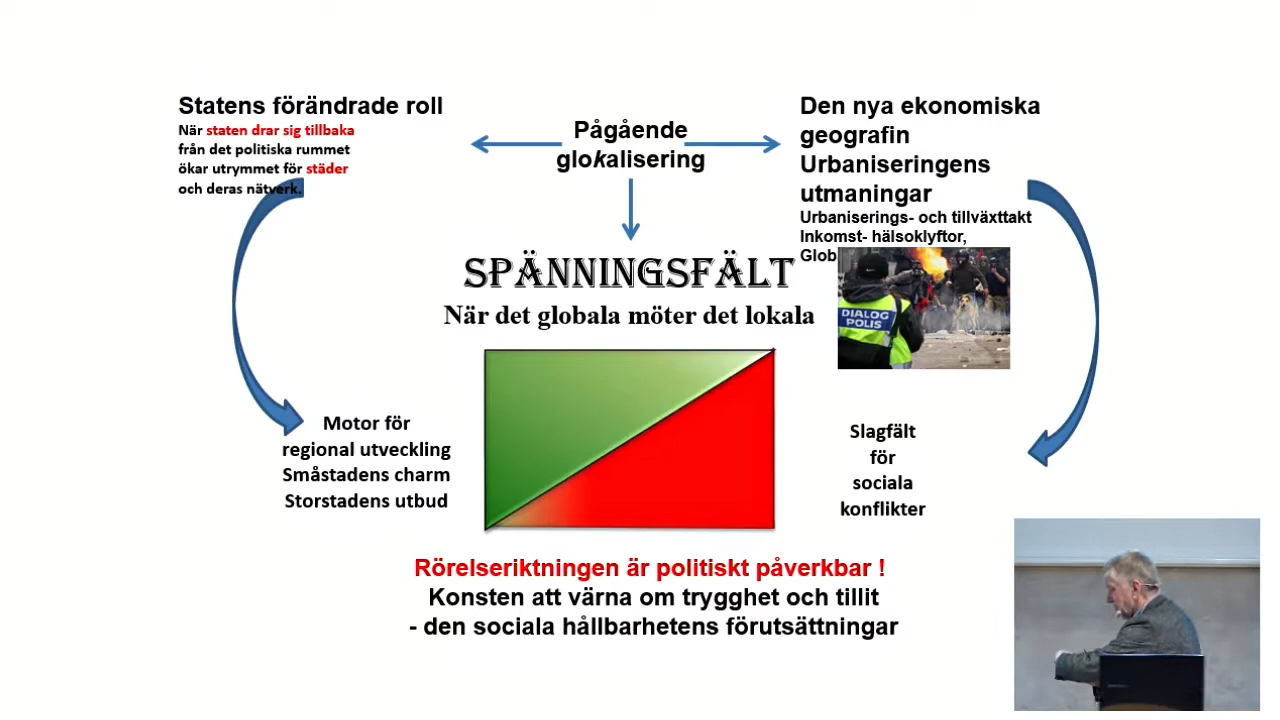 Statens förändrade roll
När staten drar sig tillbaka
från det politiska rummet
ökar utrymmet för städer
och deras nätverk.
Pågående
glokalisering
Den nya ekonomiska
geografin
Urbaniseringens
utmaningar
Urbaniserings- och tillväxttakt
Inkomst- hälsoklyftor,
Glob
SPÄNNINGSFÄLT
När det globala möter det lokala
DIALOG
POLIS
Motor för
regional utveckling
Småstadens charm
Storstadens utbud
Slagfält
för
sociala
konflikter
Rörelseriktningen är politiskt påverkbar !
Konsten att värna om trygghet och tillit
- den sociala hållbarhetens förutsättningar